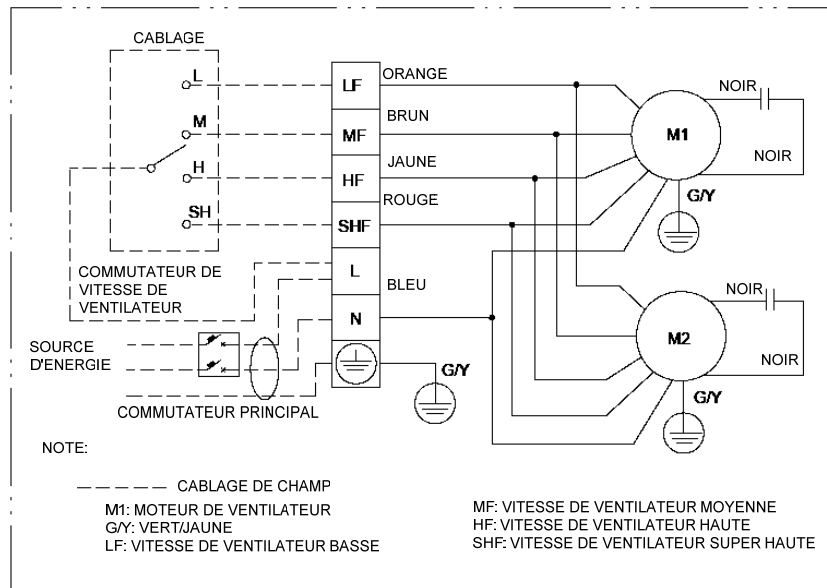 CABLAGE
L
M
H
SH
COMMUTATEUR DE
VITESSE DE
VENTILATEUR
SOURCE
D'ENERGIE
COMMUTATEUR PRINCIPAL
LF
MF
HF
SHF
L
N
ORANGE
BRUN
JAUNE
ROUGE
BLEU
G/Y
M1
NOIR
NOIR
G/Y
M2
NOIR
NOIR
G/Y
NOTE:
CABLAGE DE CHAMP
M1: MOTEUR DE VENTILATEUR
G/Y: VERT/JAUNE
LF: VITESSE DE VENTILATEUR BASSE
MF: VITESSE DE VENTILATEUR MOYENNE
HF: VITESSE DE VENTILATEUR HAUTE
SHF: VITESSE DE VENTILATEUR SUPER HAUTE